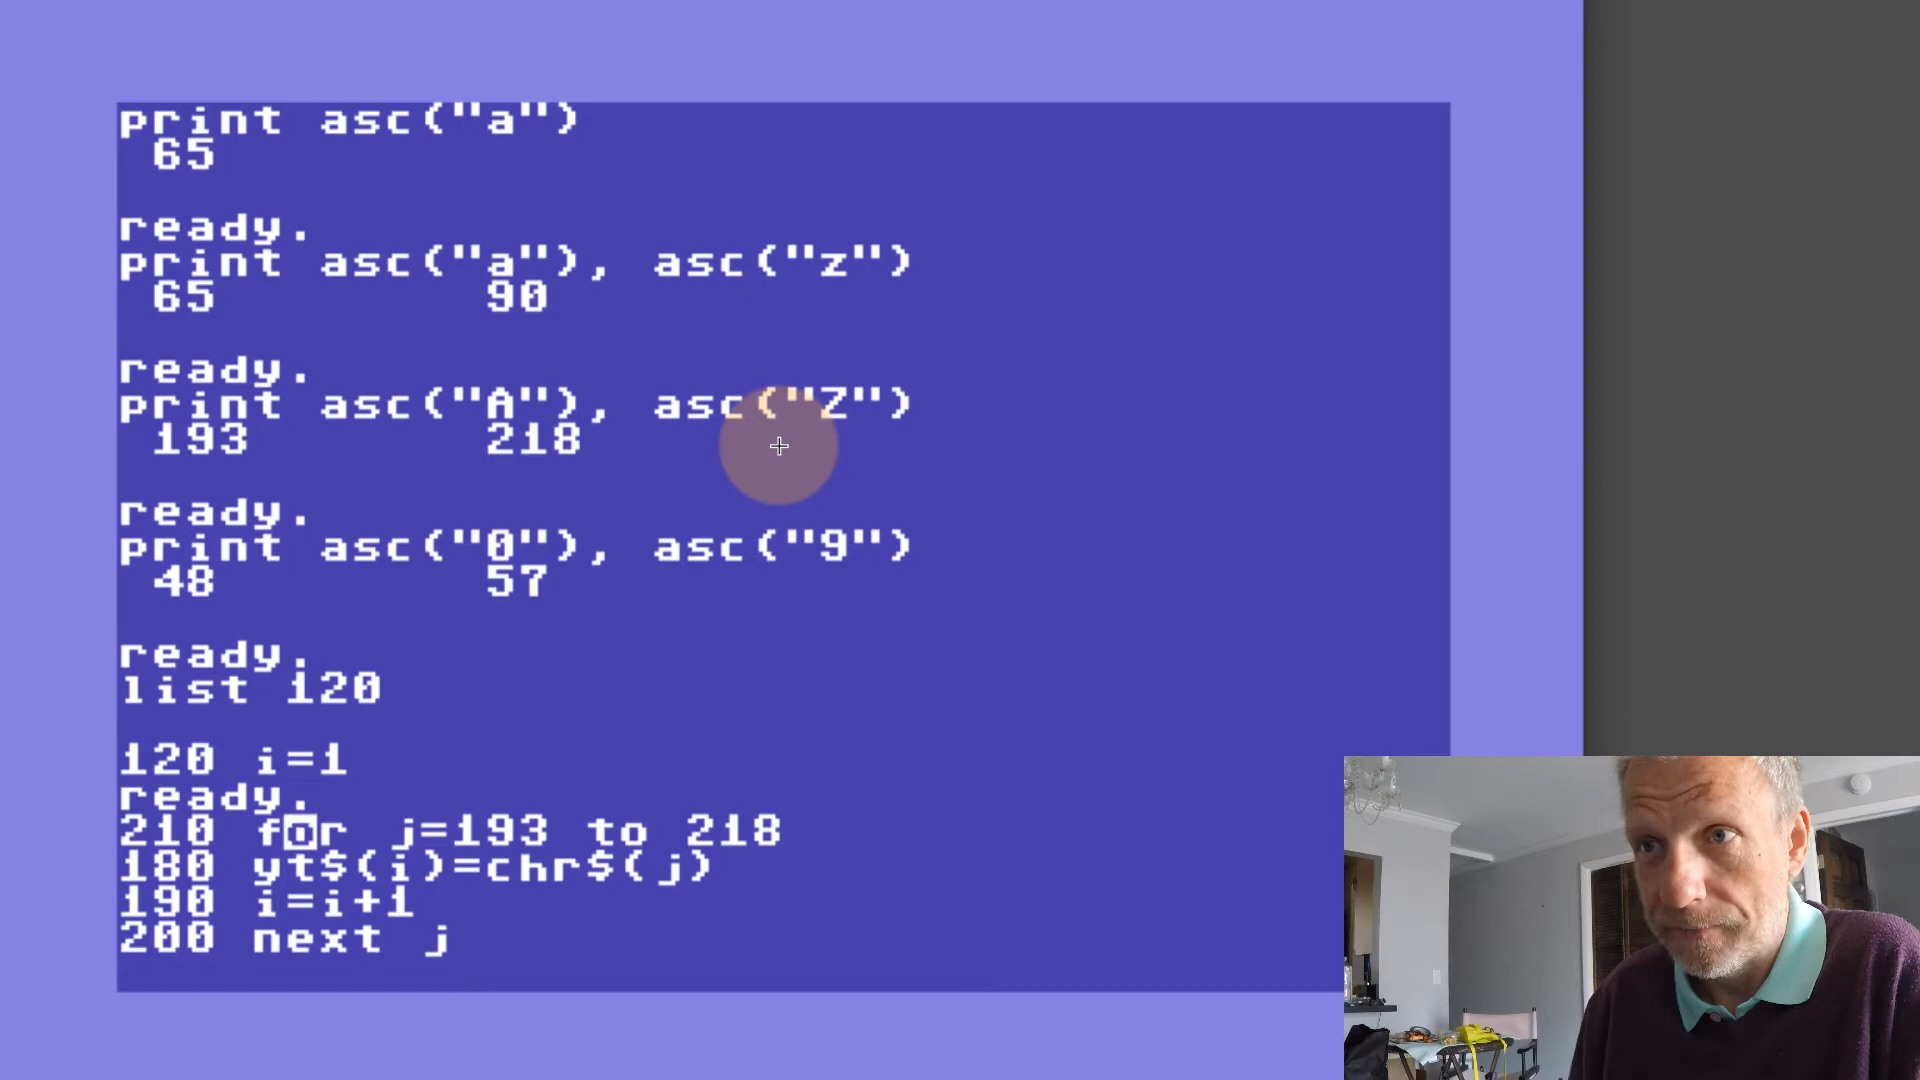 print asc("a")
65
ready.
print asc("a"), asc("z")
65 90
ready.
print asc("A"), asc("Z")
193 218
ready.
print asc("0"), asc("9")
48 57
ready.
list 120
120 i=1
ready.
210 for j=193 to 218
180 yt$(i)=chr$(j)
190 i=i+1
200 next j